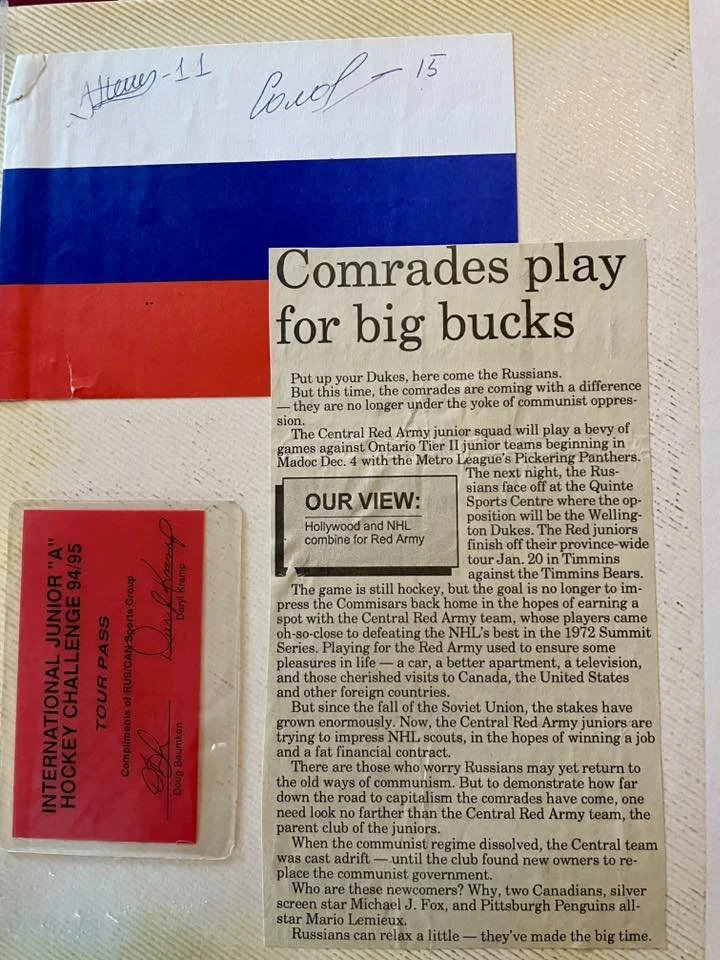 -11
Солов - 15
Comrades play
for big bucks
Put up your Dukes, here come the Russians.
But this time, the comrades are coming with a difference
— they are no longer under the yoke of communist oppres-
sion.
The Central Red Army junior squad will play a bevy of
games against Ontario Tier II junior teams beginning in
Madoc Dec. 4 with the Metro League's Pickering Panthers.
The next night, the Rus-
sians face off at the Quinte
Sports Centre where the op-
position will be the Welling-
ton Dukes. The Red juniors
finish off their province-wide
tour Jan. 20 in Timmins
against the Timmins Bears.
OUR VIEW:
Hollywood and NHL
combine for Red Army
The game is still hockey, but the goal is no longer to im-
press the Commisars back home in the hopes of earning a
spot with the Central Red Army team, whose players came
oh-so-close to defeating the NHL's best in the 1972 Summit
Series. Playing for the Red Army used to ensure some
pleasures in life — a car, a better apartment, a television,
and those cherished visits to Canada, the United States
and other foreign countries.
But since the fall of the Soviet Union, the stakes have
grown enormously. Now, the Central Red Army juniors are
trying to impress NHL scouts, in the hopes of winning a job
and a fat financial contract.
There are those who worry Russians may yet return to
the old ways of communism. But to demonstrate how far
down the road to capitalism the comrades have come, one
need look no farther than the Central Red Army team, the
parent club of the juniors.
When the communist regime dissolved, the Central team
was cast adrift — until the club found new owners to re-
place the communist government.
Who are these newcomers? Why, two Canadians, silver
screen star Michael J. Fox, and Pittsburgh Penguins all-
star Mario Lemieux.
Russians can relax a little — they've made the big time.
INTERNATIONAL JUNIOR "A"
HOCKEY CHALLENGE 94/95
TOUR PASS
Compliments of RUS/CAN Sports Group
Doug Baumken
Daryl Kramp
Daryl Kramp